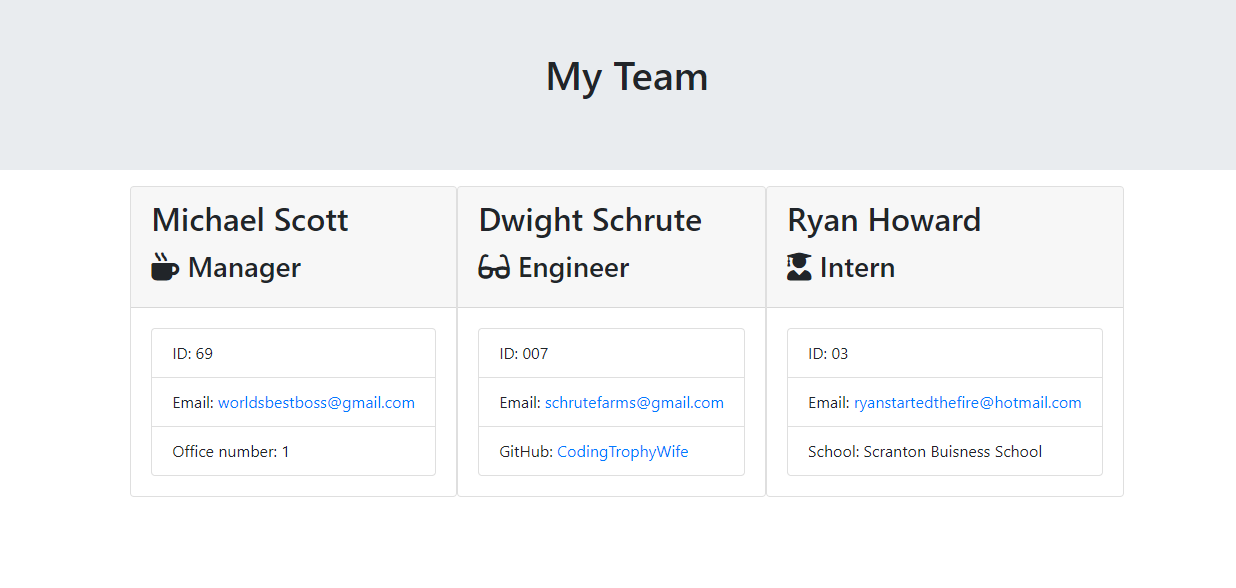 My Team
Michael Scott
Manager
ID: 69
Email: worldsbestboss@gmail.com
Office number: 1
Dwight Schrute
Engineer
ID: 007
Email: schrutefarms@gmail.com
GitHub: CodingTrophyWife
Ryan Howard
Intern
ID: 03
Email: ryanstartedthefire@hotmail.com
School: Scranton Buisness School